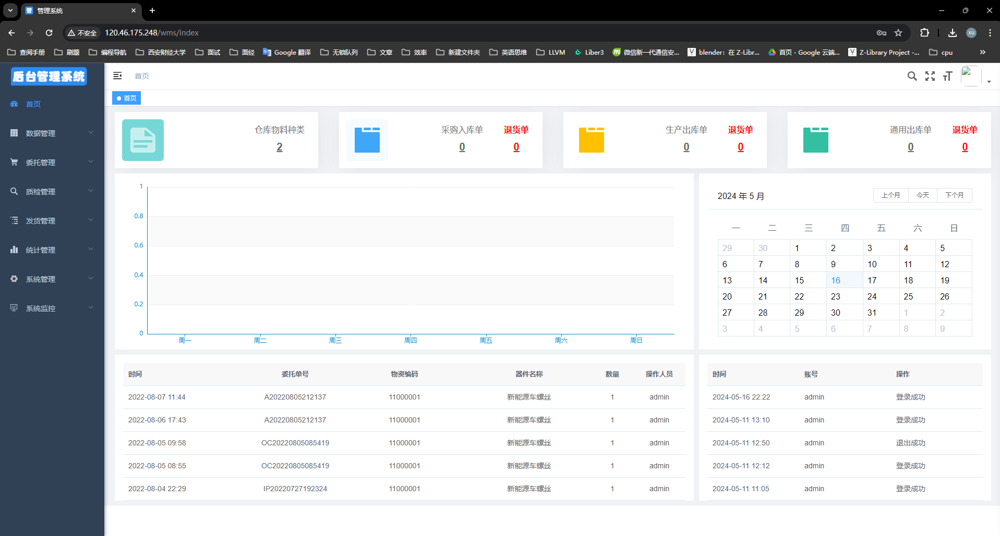 管理系统
不安全 120.46.175.248/wms/index
查阅手册 刷题 编程导航 西安财经大学 面试 面经 Google 翻译 无锁队列 文章 效率 新建文件夹 英语思维 LLVM Liber3 微信新一代通信安... blender：在 Z-Libr... 首页 - Google 云端... Z-Library Project -... cpu
xu
后台管理系统
首页
数据管理
委托管理
质检管理
发货管理
统计管理
系统管理
系统监控
首页
首页
仓库物料种类
2
采购入库单 退货单
0 0
生产出库单 退货单
0 0
通用出库单 退货单
0 0
1
0.8
0.6
0.4
0.2
0
周一 周二 周三 周四 周五 周六 周日
2024 年 5 月 上个月 今天 下个月
一 二 三 四 五 六 日
29 30 1 2 3 4 5
6 7 8 9 10 11 12
13 14 15 16 17 18 19
20 21 22 23 24 25 26
27 28 29 30 31 1 2
3 4 5 6 7 8 9
时间 委托单号 物资编码 器件名称 数量 操作人员
2022-08-07 11:44 A20220805212137 11000001 新能源车螺丝 1 admin
2022-08-06 17:43 A20220805212137 11000001 新能源车螺丝 1 admin
2022-08-05 09:58 OC20220805085419 11000001 新能源车螺丝 1 admin
2022-08-05 08:55 OC20220805085419 11000001 新能源车螺丝 1 admin
2022-08-04 22:29 IP20220727192324 11000001 新能源车螺丝 1 admin
时间 账号 操作
2024-05-16 22:22 admin 登录成功
2024-05-11 13:10 admin 登录成功
2024-05-11 12:50 admin 退出成功
2024-05-11 12:12 admin 登录成功
2024-05-11 11:05 admin 登录成功